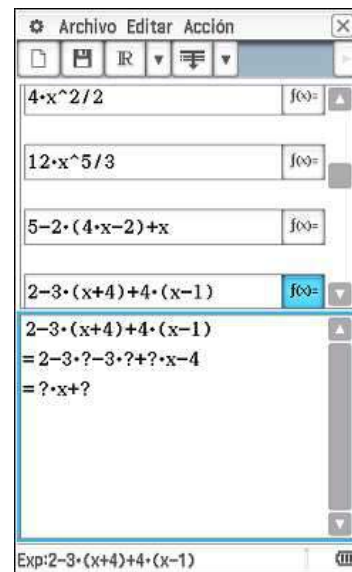 Archivo Editar Acción
IR
4·x^2/2 f(x)=
12·x^5/3 f(x)=
5-2·(4·x-2)+x f(x)=
2-3·(x+4)+4·(x-1) f(x)=
2-3·(x+4)+4·(x-1)
=2-3·?-3·?+?·x-4
=?·x+?
Exp:2-3·(x+4)+4·(x-1)